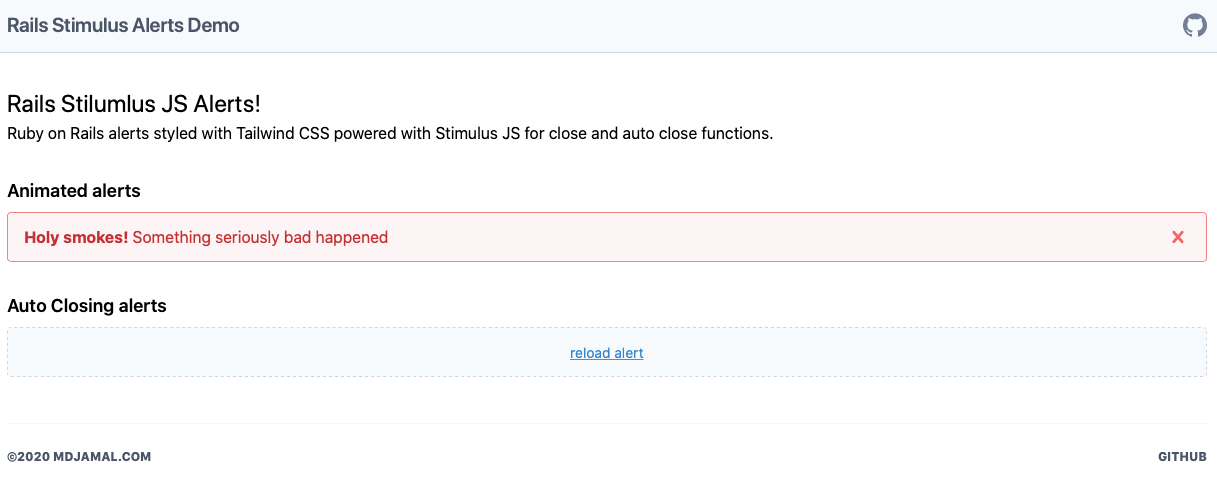 Rails Stimulus Alerts Demo
Rails Stilumlus JS Alerts!
Ruby on Rails alerts styled with Tailwind CSS powered with Stimulus JS for close and auto close functions.
Animated alerts
Holy smokes! Something seriously bad happened
Auto Closing alerts
reload alert
©2020 MDJAMAL.COM
GITHUB